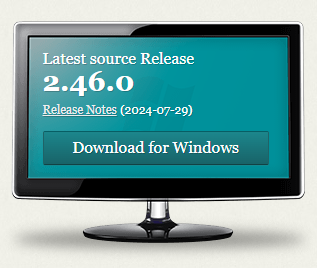 Latest source Release
2.46.0
Release Notes (2024-07-29)
Download for Windows